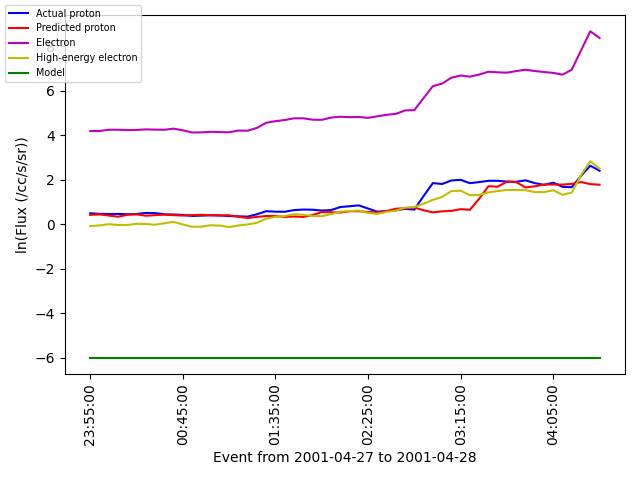 Actual proton
Predicted proton
Electron
High-energy electron
Model
8
6
4
2
0
−2
−4
−6
ln(Flux (/cc/s/sr))
23:55:00
00:45:00
01:35:00
02:25:00
03:15:00
04:05:00
Event from 2001-04-27 to 2001-04-28